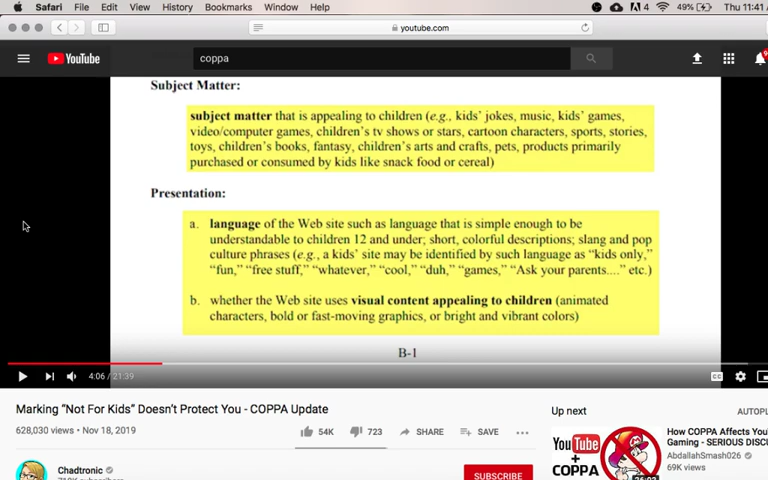 Safari File Edit View History Bookmarks Window Help 4 49% Thu 11:41
youtube.com
YouTube coppa
Subject Matter:
subject matter that is appealing to children (e.g., kids' jokes, music, kids' games,
video/computer games, children's tv shows or stars, cartoon characters, sports, stories,
toys, children's books, fantasy, children's arts and crafts, pets, products primarily
purchased or consumed by kids like snack food or cereal)
Presentation:
a. language of the Web site such as language that is simple enough to be
understandable to children 12 and under; short, colorful descriptions; slang and pop
culture phrases (e.g., a kids' site may be identified by such language as "kids only,"
"fun," "free stuff," "whatever," "cool," "duh," "games," "Ask your parents...." etc.)
b. whether the Web site uses visual content appealing to children (animated
characters, bold or fast-moving graphics, or bright and vibrant colors)
B-1
4:06 / 21:39 CC
Marking "Not For Kids" Doesn't Protect You - COPPA Update
628,030 views • Nov 18, 2019
54K 723 SHARE SAVE
Chadtronic
SUBSCRIBE
Up next AUTOPL
YouTube
+
COPPA
How COPPA Affects You
Gaming - SERIOUS DISCU
AbdallahSmash026
69K views